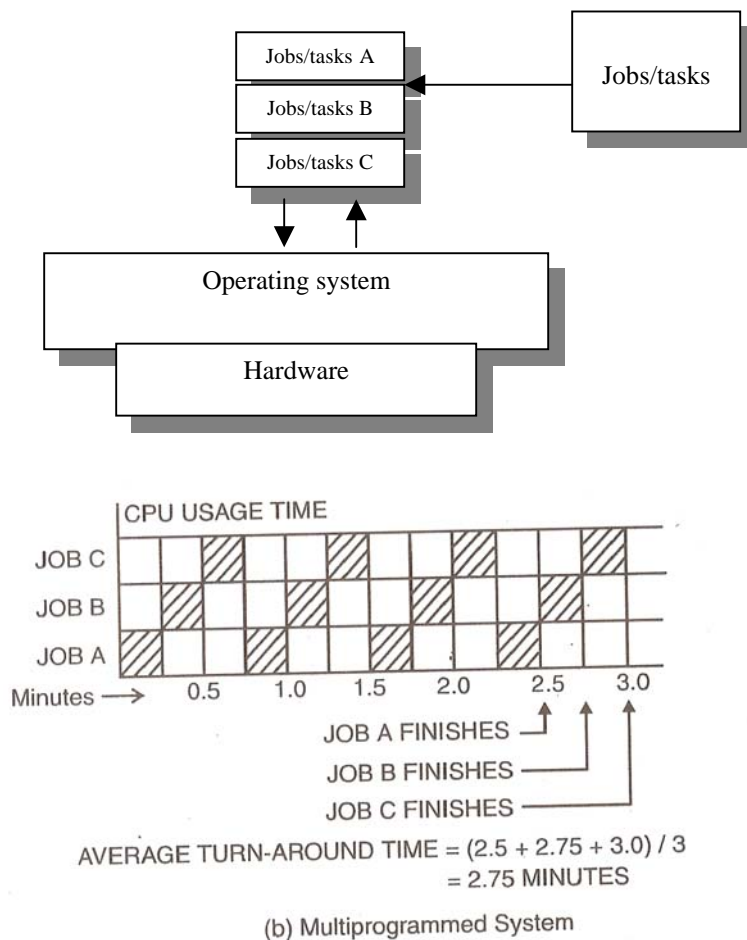 Jobs/tasks A
Jobs/tasks
Jobs/tasks B
Jobs/tasks C
Operating system
Hardware
CPU USAGE TIME
JOB C
JOB B
JOB A
Minutes 0.5 1.0 1.5 2.0 2.5 3.0
JOB A FINISHES
JOB B FINISHES
JOB C FINISHES
AVERAGE TURN-AROUND TIME = (2.5 + 2.75 + 3.0) / 3
= 2.75 MINUTES
(b) Multiprogrammed System